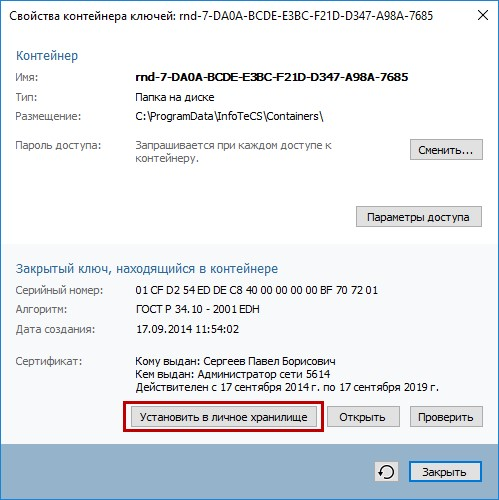 Свойства контейнера ключей: rnd-7-DA0A-BCDE-E3BC-F21D-D347-A98A-7685
Контейнер
Имя: rnd-7-DA0A-BCDE-E3BC-F21D-D347-A98A-7685
Тип: Папка на диске
Размещение: C:\ProgramData\InfoTeCS\Containers\
Пароль доступа: Запрашивается при каждом доступе к
контейнеру.
Сменить...
Параметры доступа
Закрытый ключ, находящийся в контейнере
Серийный номер: 01 CF D2 54 ED DE C8 40 00 00 00 00 BF 70 72 01
Алгоритм: ГОСТ Р 34.10 - 2001 EDH
Дата создания: 17.09.2014 11:54:02
Сертификат: Кому выдан: Сергеев Павел Борисович
Кем выдан: Администратор сети 5614
Действителен с 17 сентября 2014 г. по 17 сентября 2019 г.
Установить в личное хранилище Открыть Проверить
Закрыть